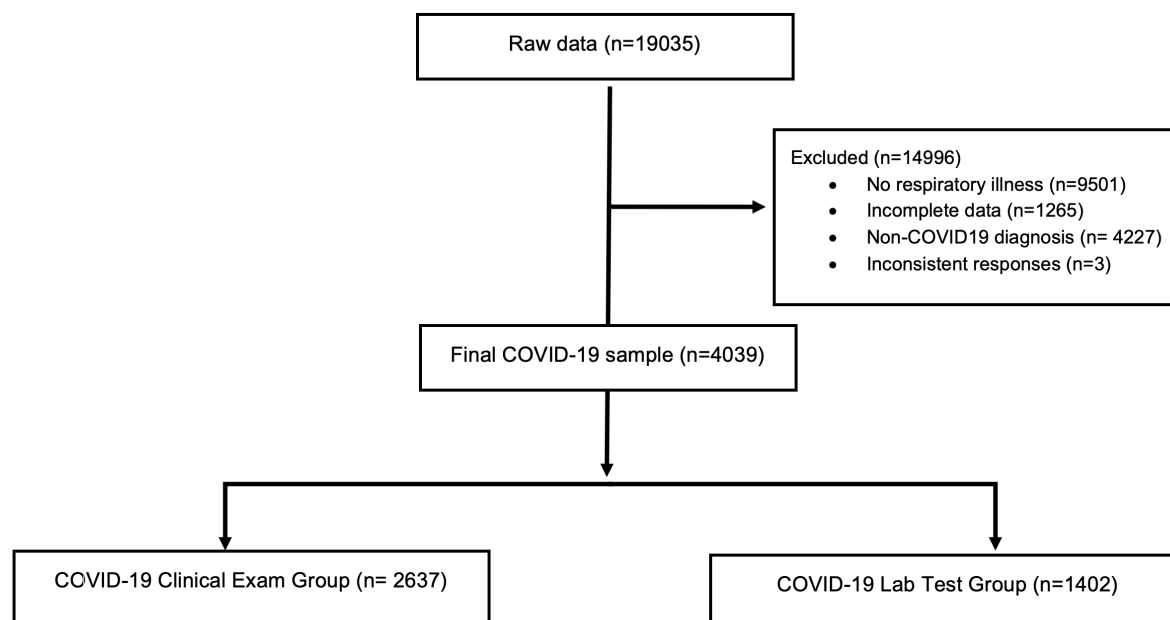 Raw data (n=19035)
Excluded (n=14996)
• No respiratory illness (n=9501)
• Incomplete data (n=1265)
• Non-COVID19 diagnosis (n= 4227)
• Inconsistent responses (n=3)
Final COVID-19 sample (n=4039)
COVID-19 Clinical Exam Group (n= 2637)
COVID-19 Lab Test Group (n=1402)